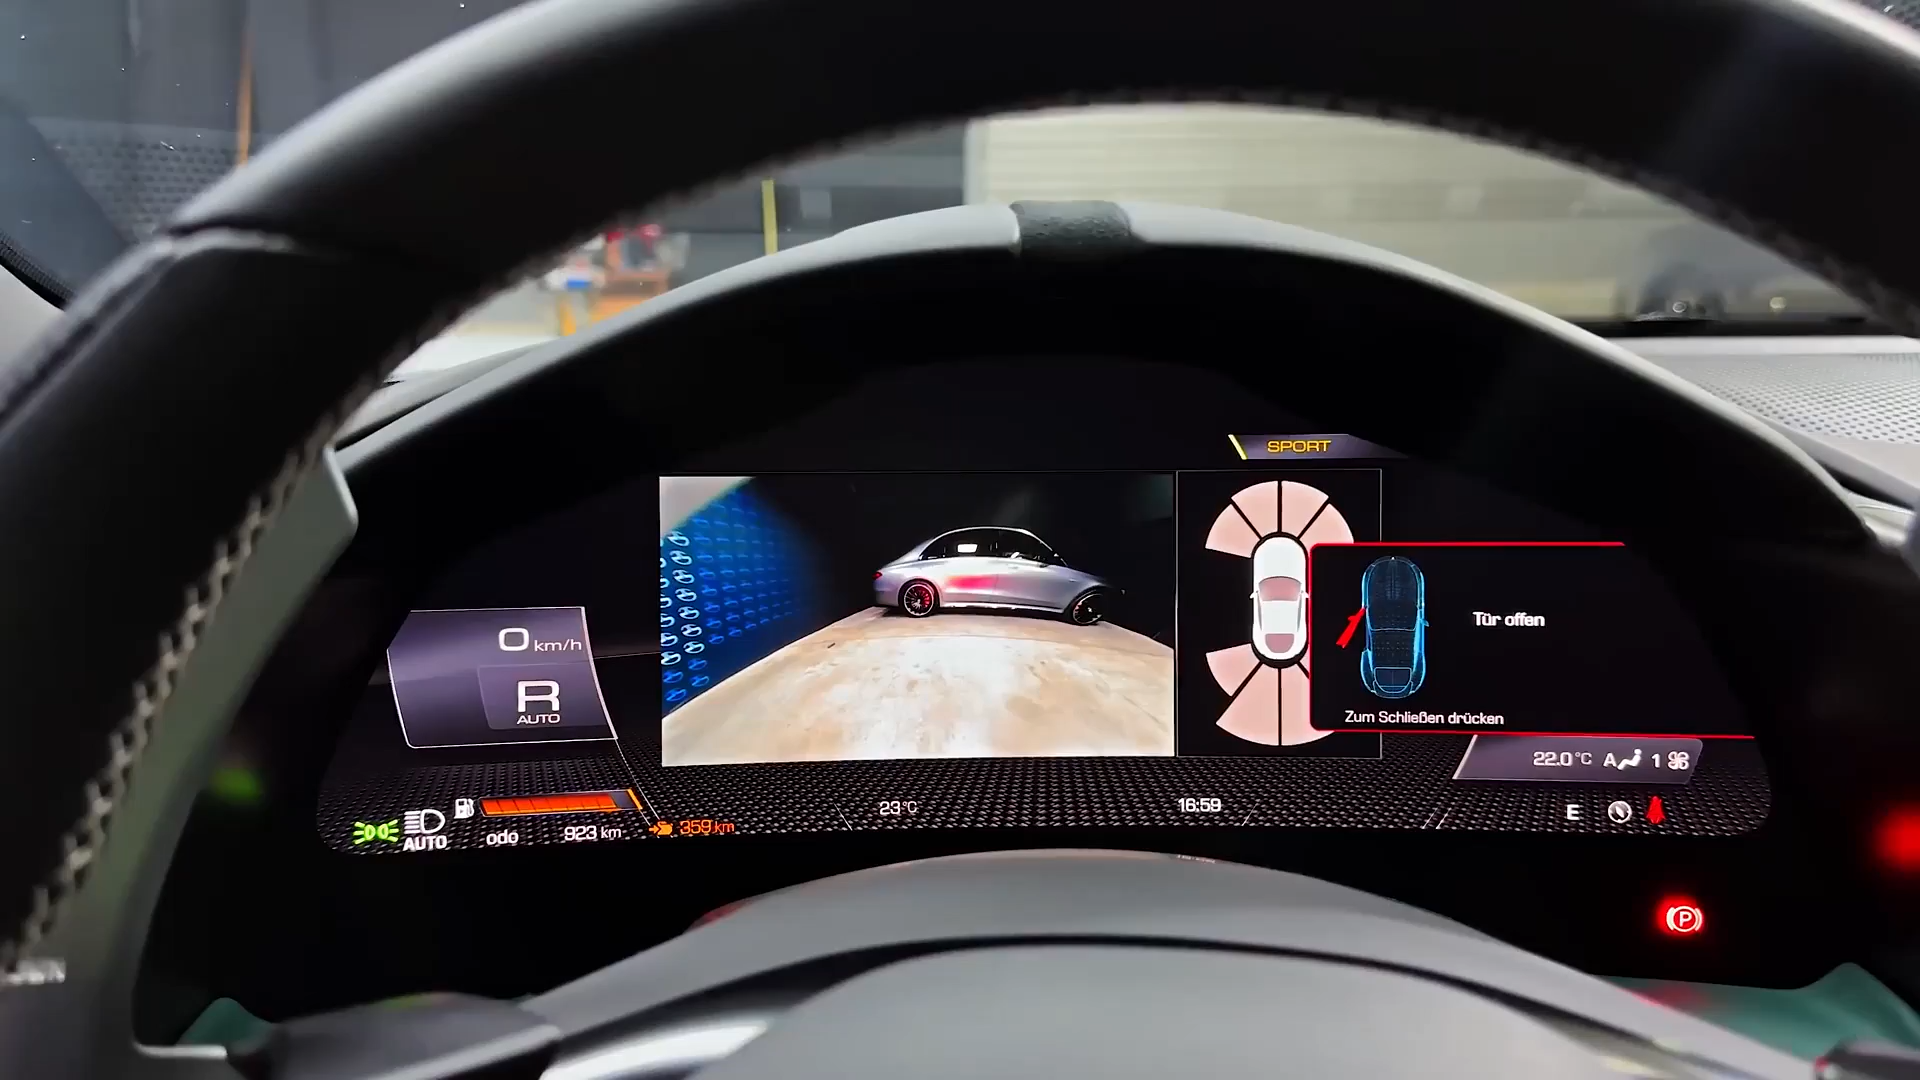 SPORT
0 km/h
R
AUTO
Tür offen
Zum Schließen drücken
22.0°C A 1
AUTO
odo 923 km
359 km
23°C
16:59
E
P